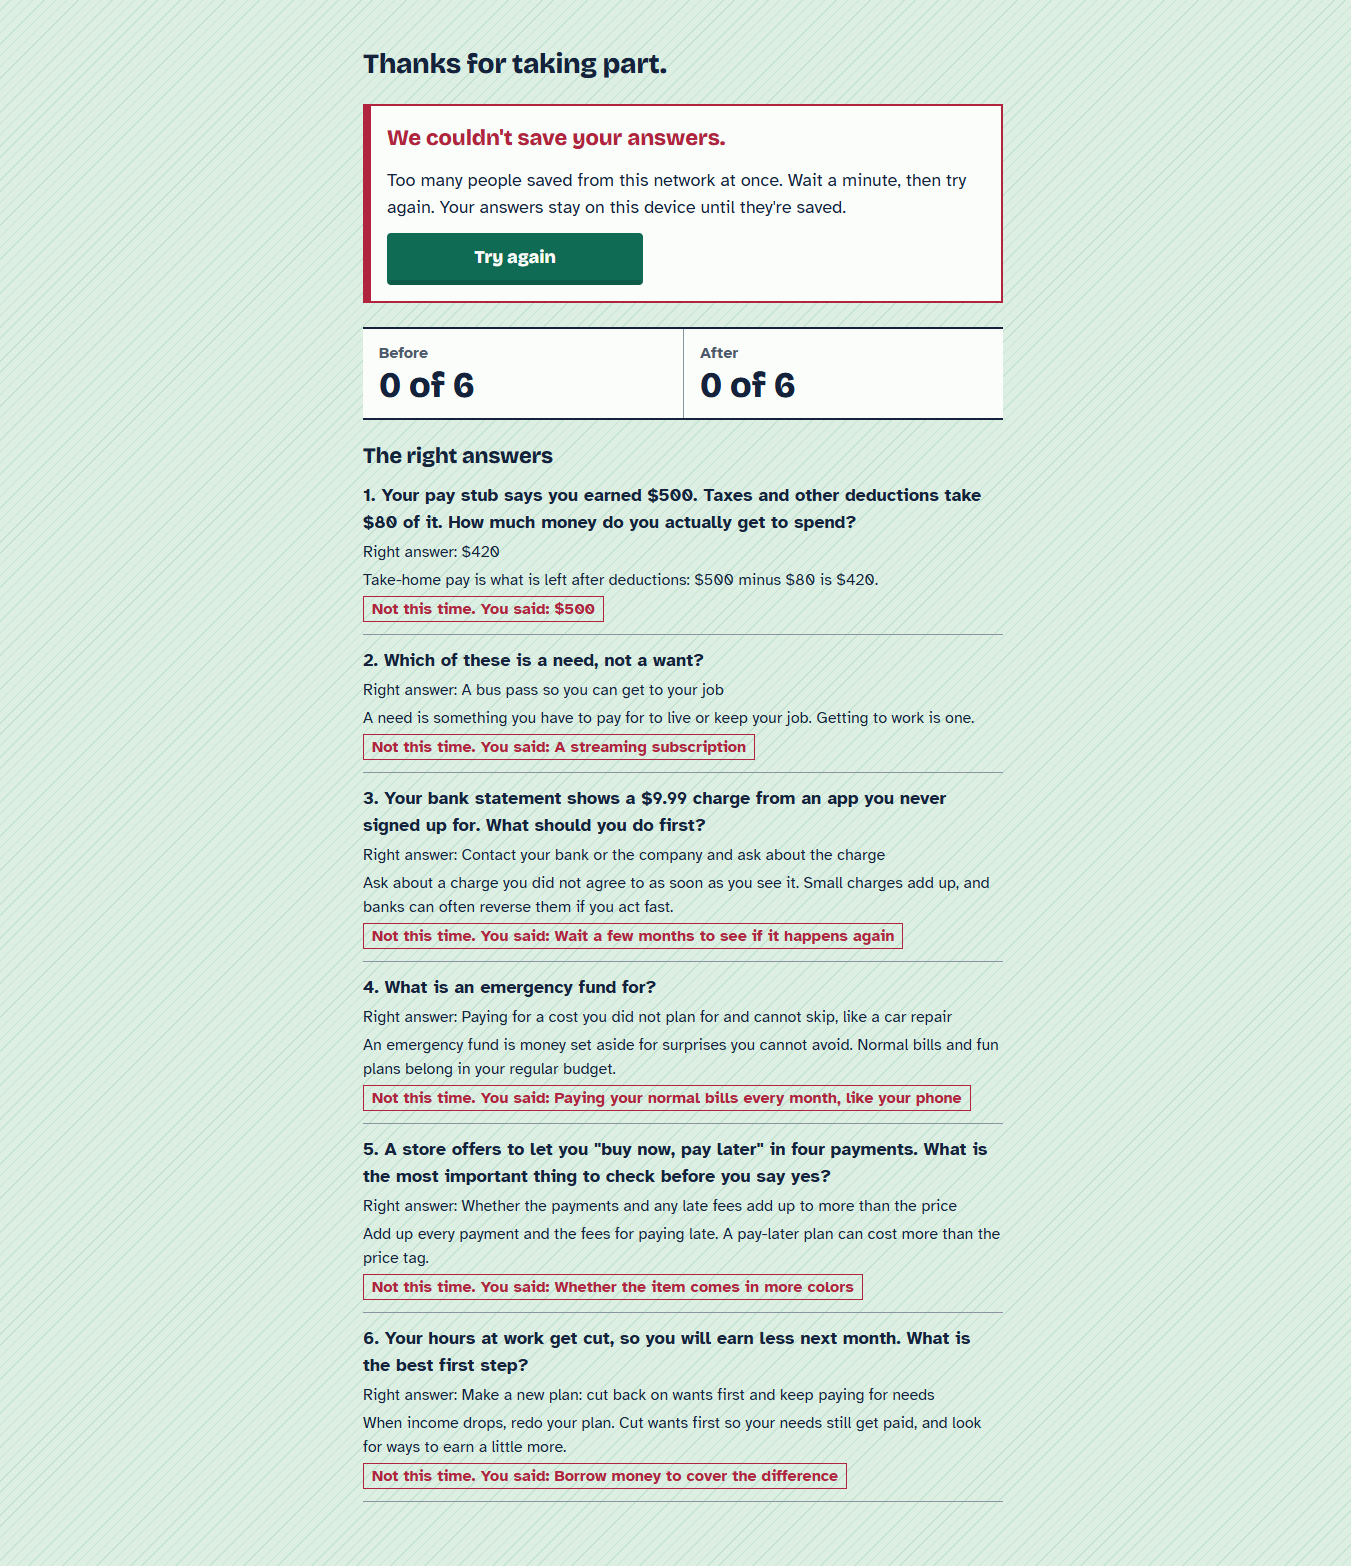 Thanks for taking part.
We couldn't save your answers.
Too many people saved from this network at once. Wait a minute, then try
again. Your answers stay on this device until they're saved.
Try again
Before
0 of 6
After
0 of 6
The right answers
1. Your pay stub says you earned $500. Taxes and other deductions take
$80 of it. How much money do you actually get to spend?
Right answer: $420
Take-home pay is what is left after deductions: $500 minus $80 is $420.
Not this time. You said: $500
2. Which of these is a need, not a want?
Right answer: A bus pass so you can get to your job
A need is something you have to pay for to live or keep your job. Getting to work is one.
Not this time. You said: A streaming subscription
3. Your bank statement shows a $9.99 charge from an app you never
signed up for. What should you do first?
Right answer: Contact your bank or the company and ask about the charge
Ask about a charge you did not agree to as soon as you see it. Small charges add up, and
banks can often reverse them if you act fast.
Not this time. You said: Wait a few months to see if it happens again
4. What is an emergency fund for?
Right answer: Paying for a cost you did not plan for and cannot skip, like a car repair
An emergency fund is money set aside for surprises you cannot avoid. Normal bills and fun
plans belong in your regular budget.
Not this time. You said: Paying your normal bills every month, like your phone
5. A store offers to let you "buy now, pay later" in four payments. What is
the most important thing to check before you say yes?
Right answer: Whether the payments and any late fees add up to more than the price
Add up every payment and the fees for paying late. A pay-later plan can cost more than the
price tag.
Not this time. You said: Whether the item comes in more colors
6. Your hours at work get cut, so you will earn less next month. What is
the best first step?
Right answer: Make a new plan: cut back on wants first and keep paying for needs
When income drops, redo your plan. Cut wants first so your needs still get paid, and look
for ways to earn a little more.
Not this time. You said: Borrow money to cover the difference